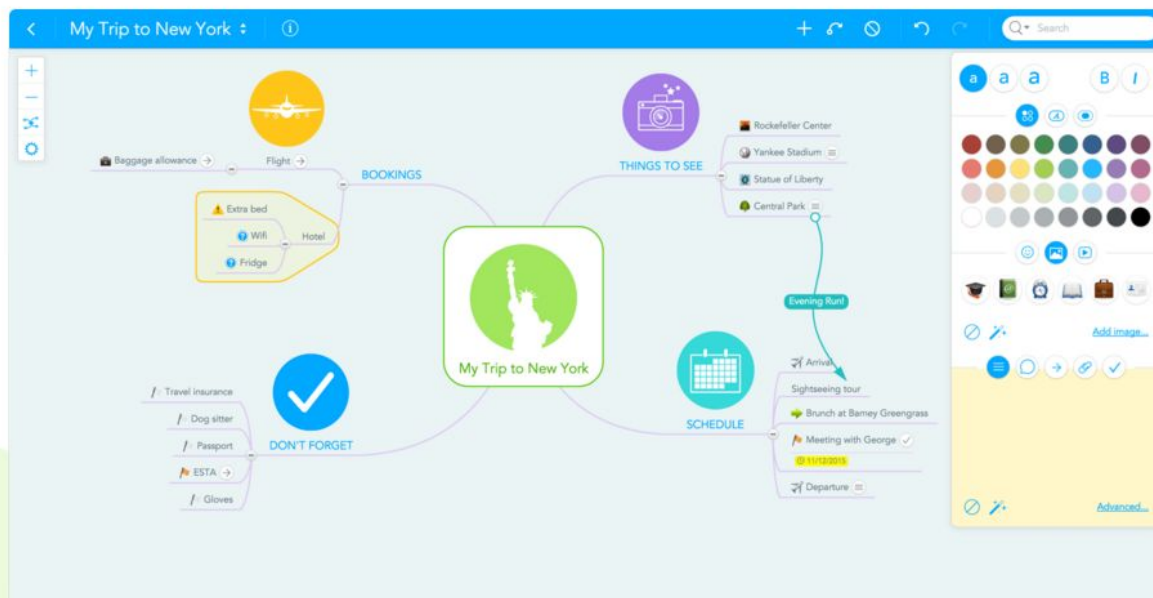 My Trip to New York
Search
a a a B I
BOOKINGS
Flight
Baggage allowance
Extra bed
Wifi
Fridge
Hotel
THINGS TO SEE
Rockefeller Center
Yankee Stadium
Statue of Liberty
Central Park
Evening Run!
My Trip to New York
DON'T FORGET
Travel insurance
Dog sitter
Passport
ESTA
Gloves
SCHEDULE
Arrival
Sightseeing tour
Brunch at Barney Greengrass
Meeting with George
11/12/2015
Departure
Add image...
Advanced...